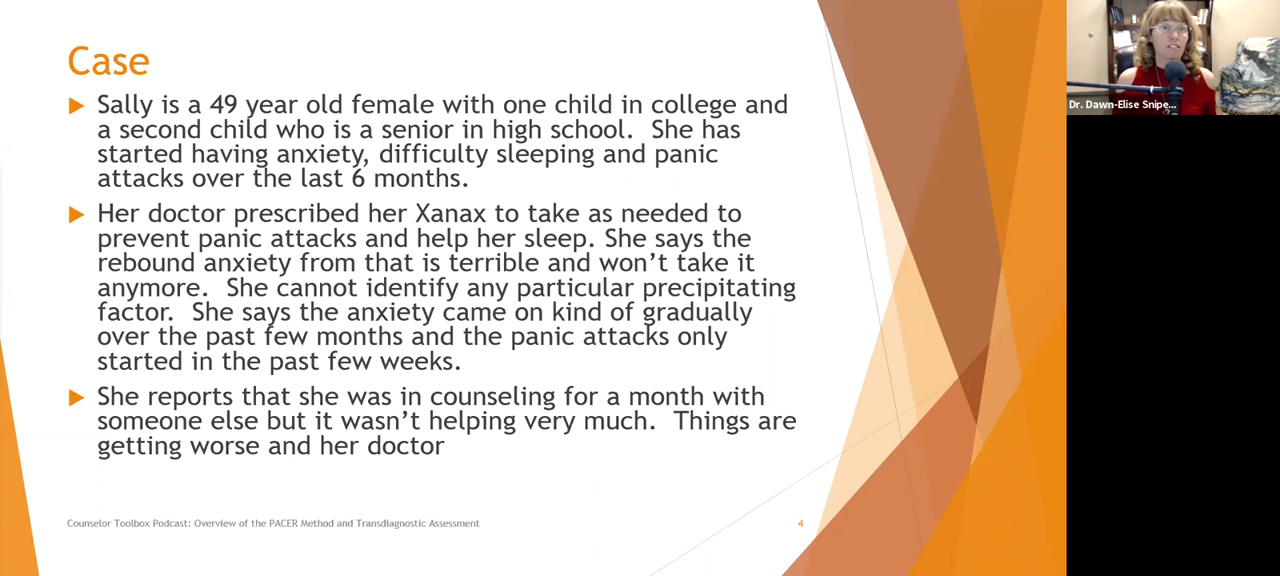 Case
Sally is a 49 year old female with one child in college and
a second child who is a senior in high school.  She has
started having anxiety, difficulty sleeping and panic
attacks over the last 6 months.
Her doctor prescribed her Xanax to take as needed to
prevent panic attacks and help her sleep. She says the
rebound anxiety from that is terrible and won’t take it
anymore.  She cannot identify any particular precipitating
factor.  She says the anxiety came on kind of gradually
over the past few months and the panic attacks only
started in the past few weeks.
She reports that she was in counseling for a month with
someone else but it wasn’t helping very much.  Things are
getting worse and her doctor
Counselor Toolbox Podcast: Overview of the PACER Method and Transdiagnostic Assessment
4
Dr. Dawn-Elise Snipe...